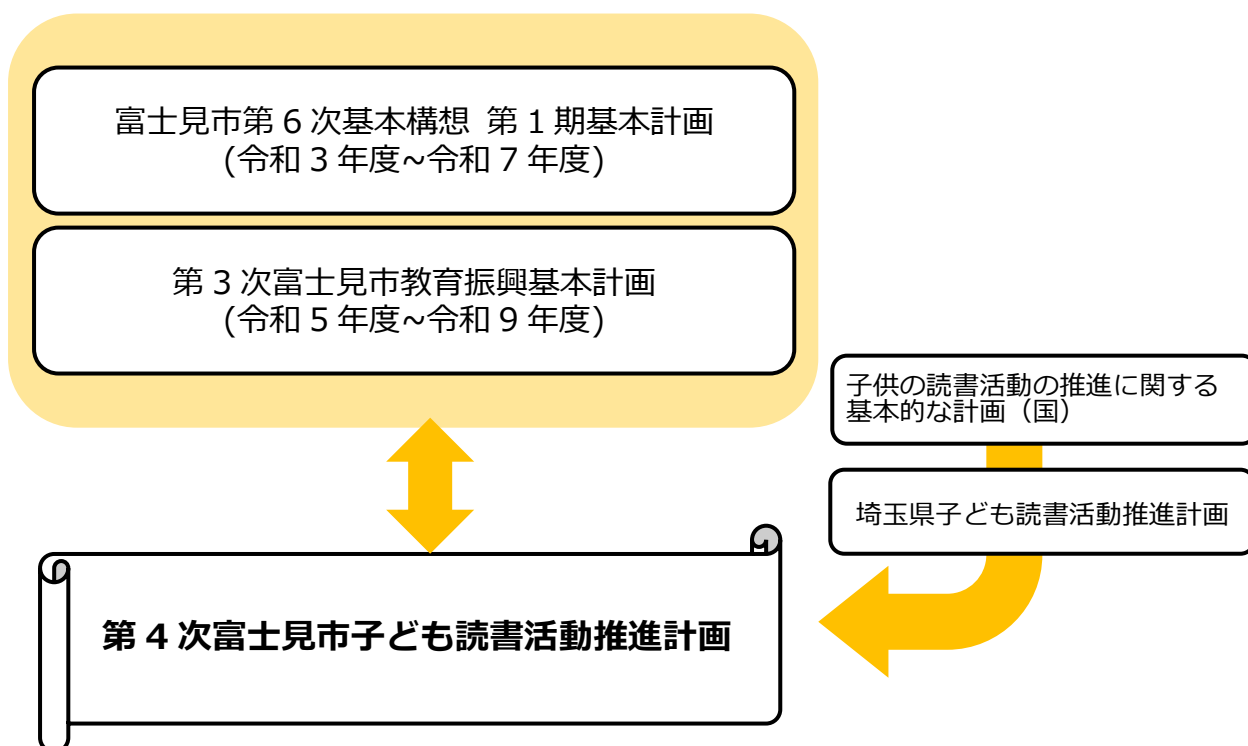 富士見市第6次基本構想 第1期基本計画
(令和3年度~令和7年度)
第3次富士見市教育振興基本計画
(令和5年度~令和9年度)
子供の読書活動の推進に関する
基本的な計画（国）
埼玉県子ども読書活動推進計画
第4次富士見市子ども読書活動推進計画